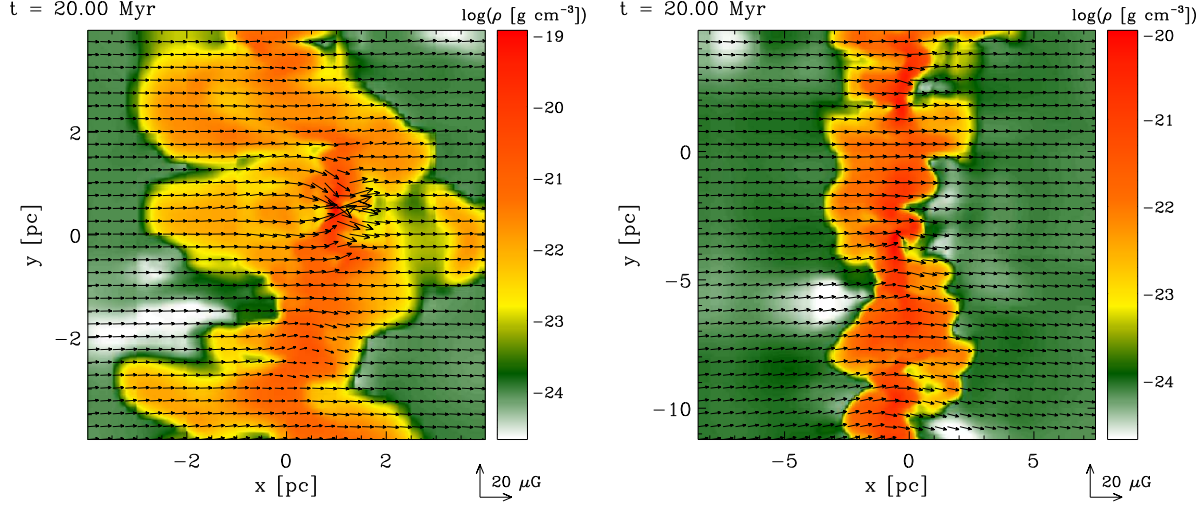 t = 20.00 Myr
log(ρ [g cm⁻³])
-19
-20
-21
-22
-23
-24
2
0
-2
y [pc]
-2 0 2
x [pc]
20 μG
t = 20.00 Myr
log(ρ [g cm⁻³])
-20
-21
-22
-23
-24
0
-5
-10
y [pc]
-5 0 5
x [pc]
20 μG